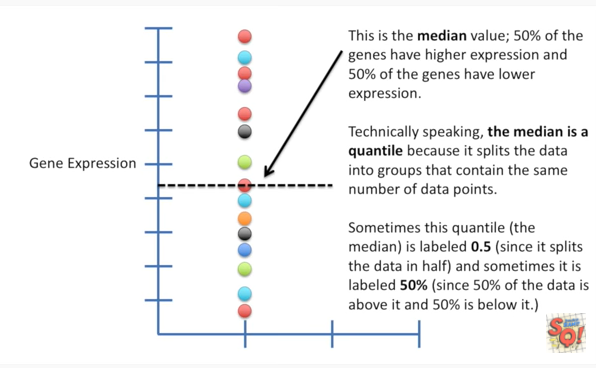 This is the median value; 50% of the
genes have higher expression and
50% of the genes have lower
expression.
Technically speaking, the median is a
quantile because it splits the data
into groups that contain the same
number of data points.
Gene Expression
Sometimes this quantile (the
median) is labeled 0.5 (since it splits
the data in half) and sometimes it is
labeled 50% (since 50% of the data is
above it and 50% is below it.)
SQ!